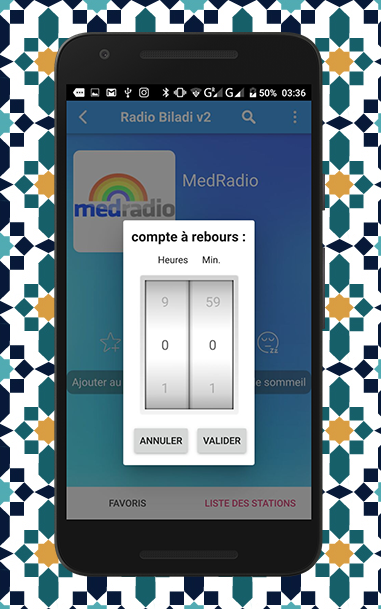 50% 03:36
Radio Biladi v2
medradio
MedRadio
compte à rebours :
Heures Min.
9 59
0 0
1 1
Ajouter au
e sommeil
ANNULER VALIDER
FAVORIS LISTE DES STATIONS